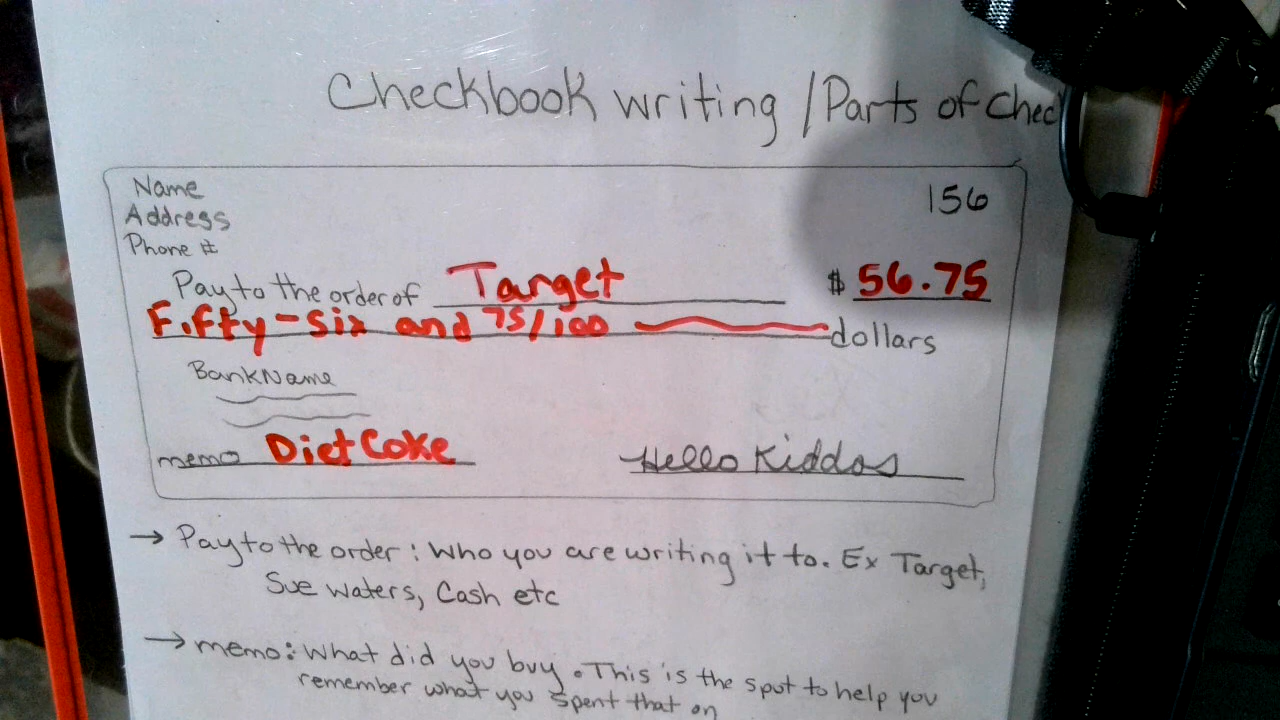 Checkbook writing / Parts of Chec
Name
156
Address
Phone #
Pay to the order of Target $ 56.75
Fifty-six and 75/100 dollars
Bank Name
memo Diet Coke Hello Kiddos
→ Pay to the order: Who you are writing it to. Ex Target,
Sue Waters, Cash etc
→ memo: What did you buy. This is the spot to help you
remember what you spent that on